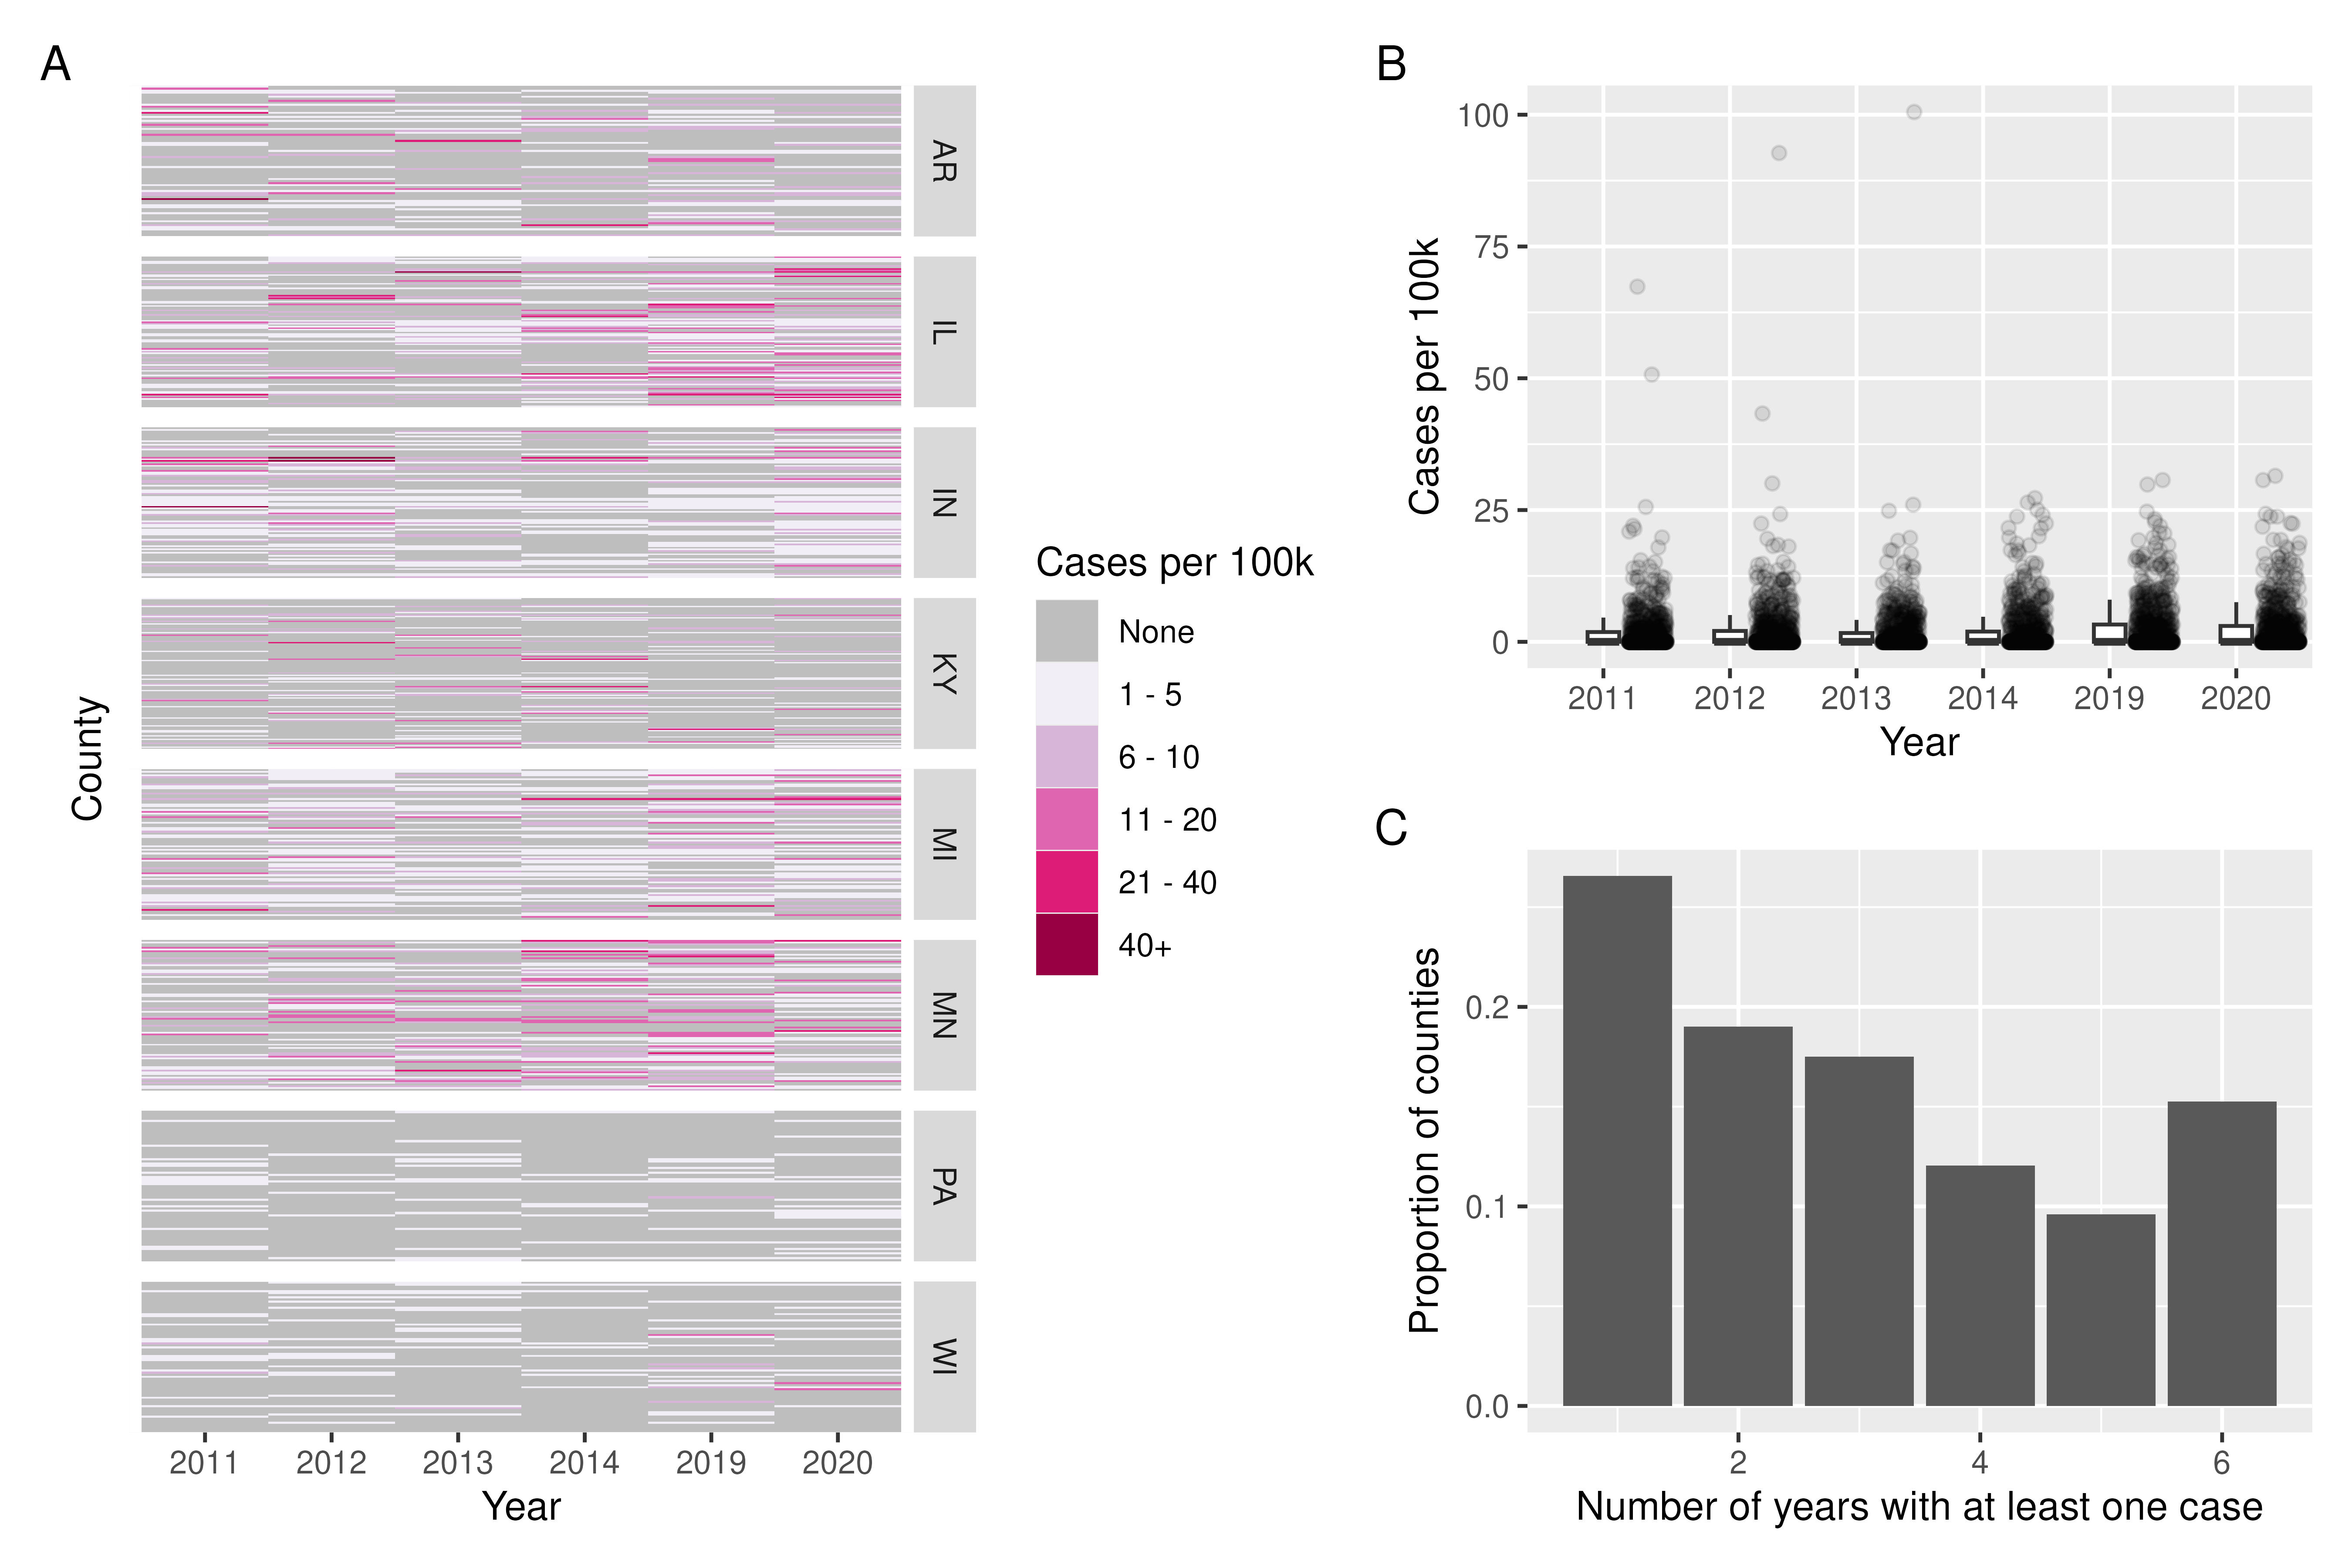 A
County
AR
IL
IN
KY
MI
MN
PA
WI
2011 2012 2013 2014 2019 2020
Year
Cases per 100k
None
1 - 5
6 - 10
11 - 20
21 - 40
40+
B
Cases per 100k
100
75
50
25
0
2011 2012 2013 2014 2019 2020
Year
C
Proportion of counties
0.2
0.1
0.0
2 4 6
Number of years with at least one case